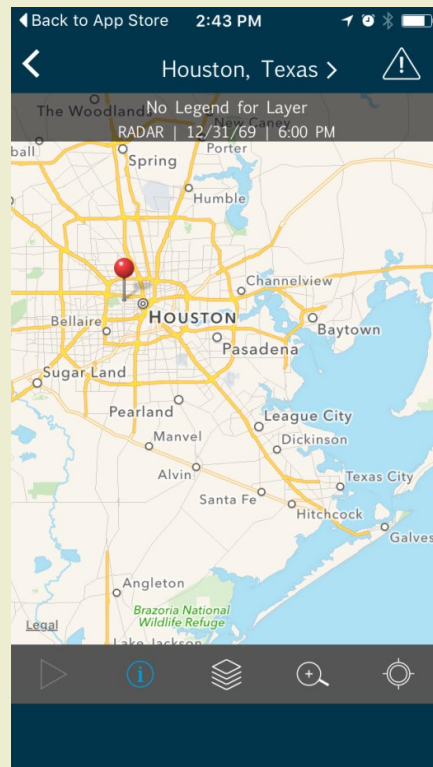 Back to App Store 2:43 PM
Houston, Texas >
No Legend for Layer
RADAR | 12/31/69 | 6:00 PM
The Woodlands
New Caney
ball
Porter
Spring
Humble
Channelview
Bellaire
HOUSTON
Baytown
Pasadena
Sugar Land
Pearland
League City
Manvel
Dickinson
Alvin
Texas City
Santa Fe
Hitchcock
Galves
Angleton
Brazoria National
Wildlife Refuge
Legal
Lake Jackson